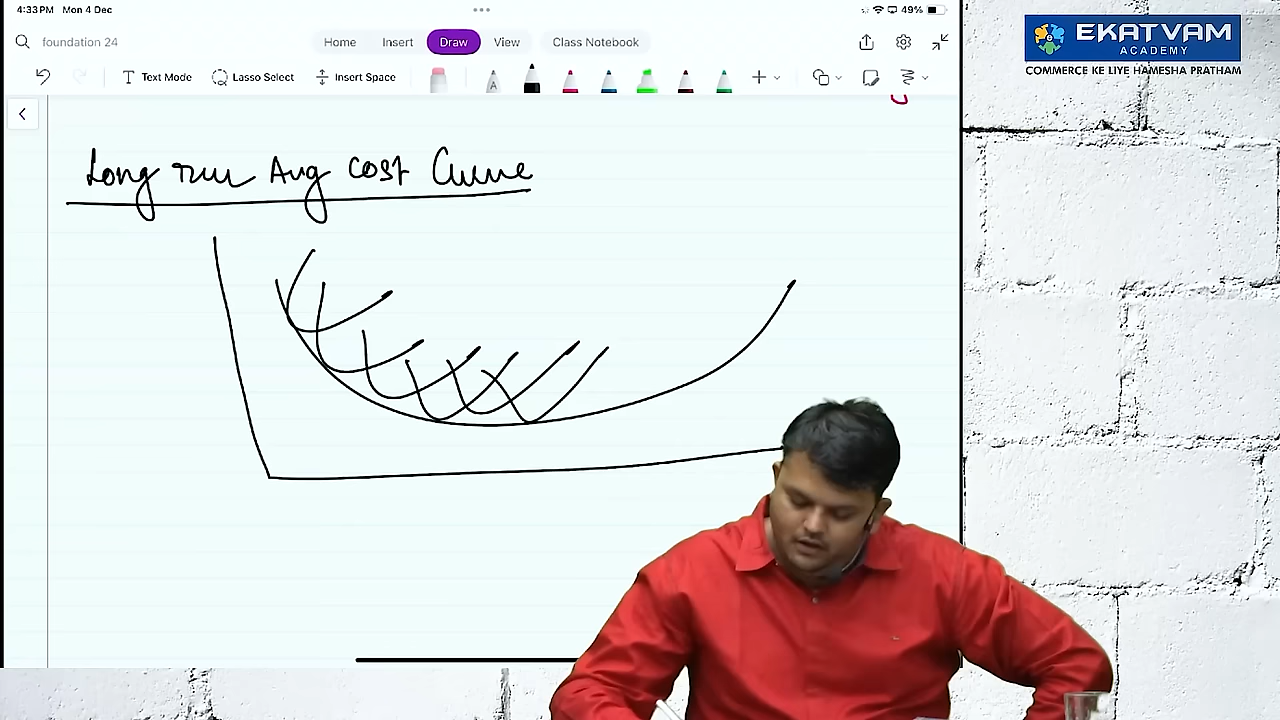 4:33 PM Mon 4 Dec
49%
foundation 24
Home Insert Draw View Class Notebook
Text Mode Lasso Select Insert Space
EKATVAM
ACADEMY
COMMERCE KE LIYE HAMESHA PRATHAM
Long run Avg cost Curve